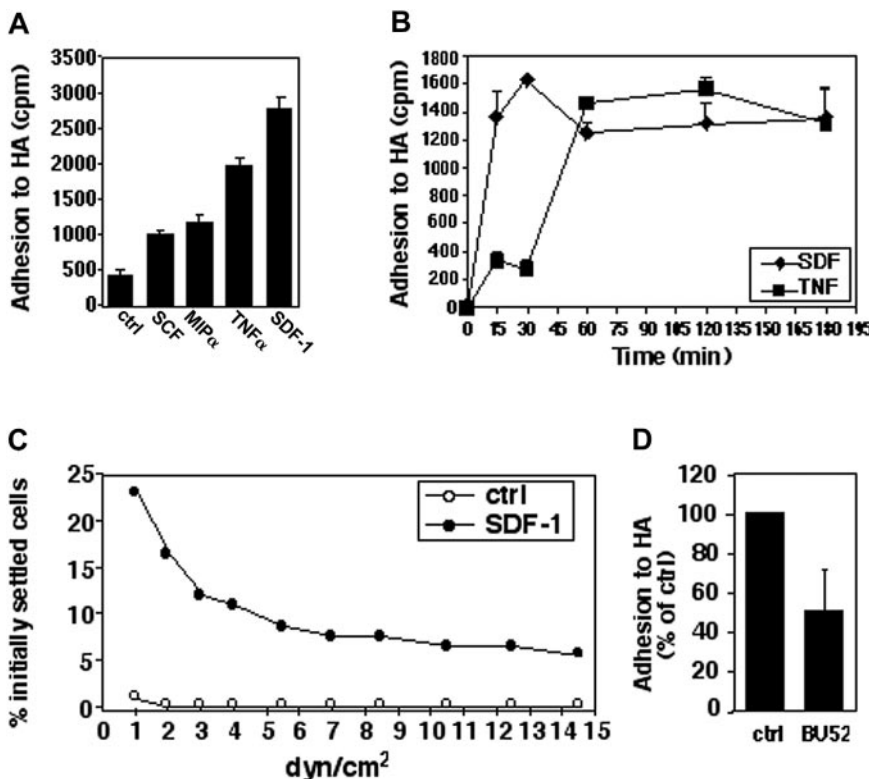 A
Adhesion to HA (cpm)
3500
3000
2500
2000
1500
1000
500
0
ctrl
SCF
MIPα
TNFα
SDF-1
B
Adhesion to HA (cpm)
1800
1600
1400
1200
1000
800
600
400
1200
0
SDF
TNF
0 15 30 45 60 75 90 105 120 135 150 165 180 195
Time (min)
C
% initially settled cells
25
20
15
10
5
0
ctrl
SDF-1
0 1 2 3 4 5 6 7 8 9 10 11 12 13 14 15
dyn/cm²
D
Adhesion to HA
(% of ctrl)
120
100
80
60
40
20
0
ctrl BU52